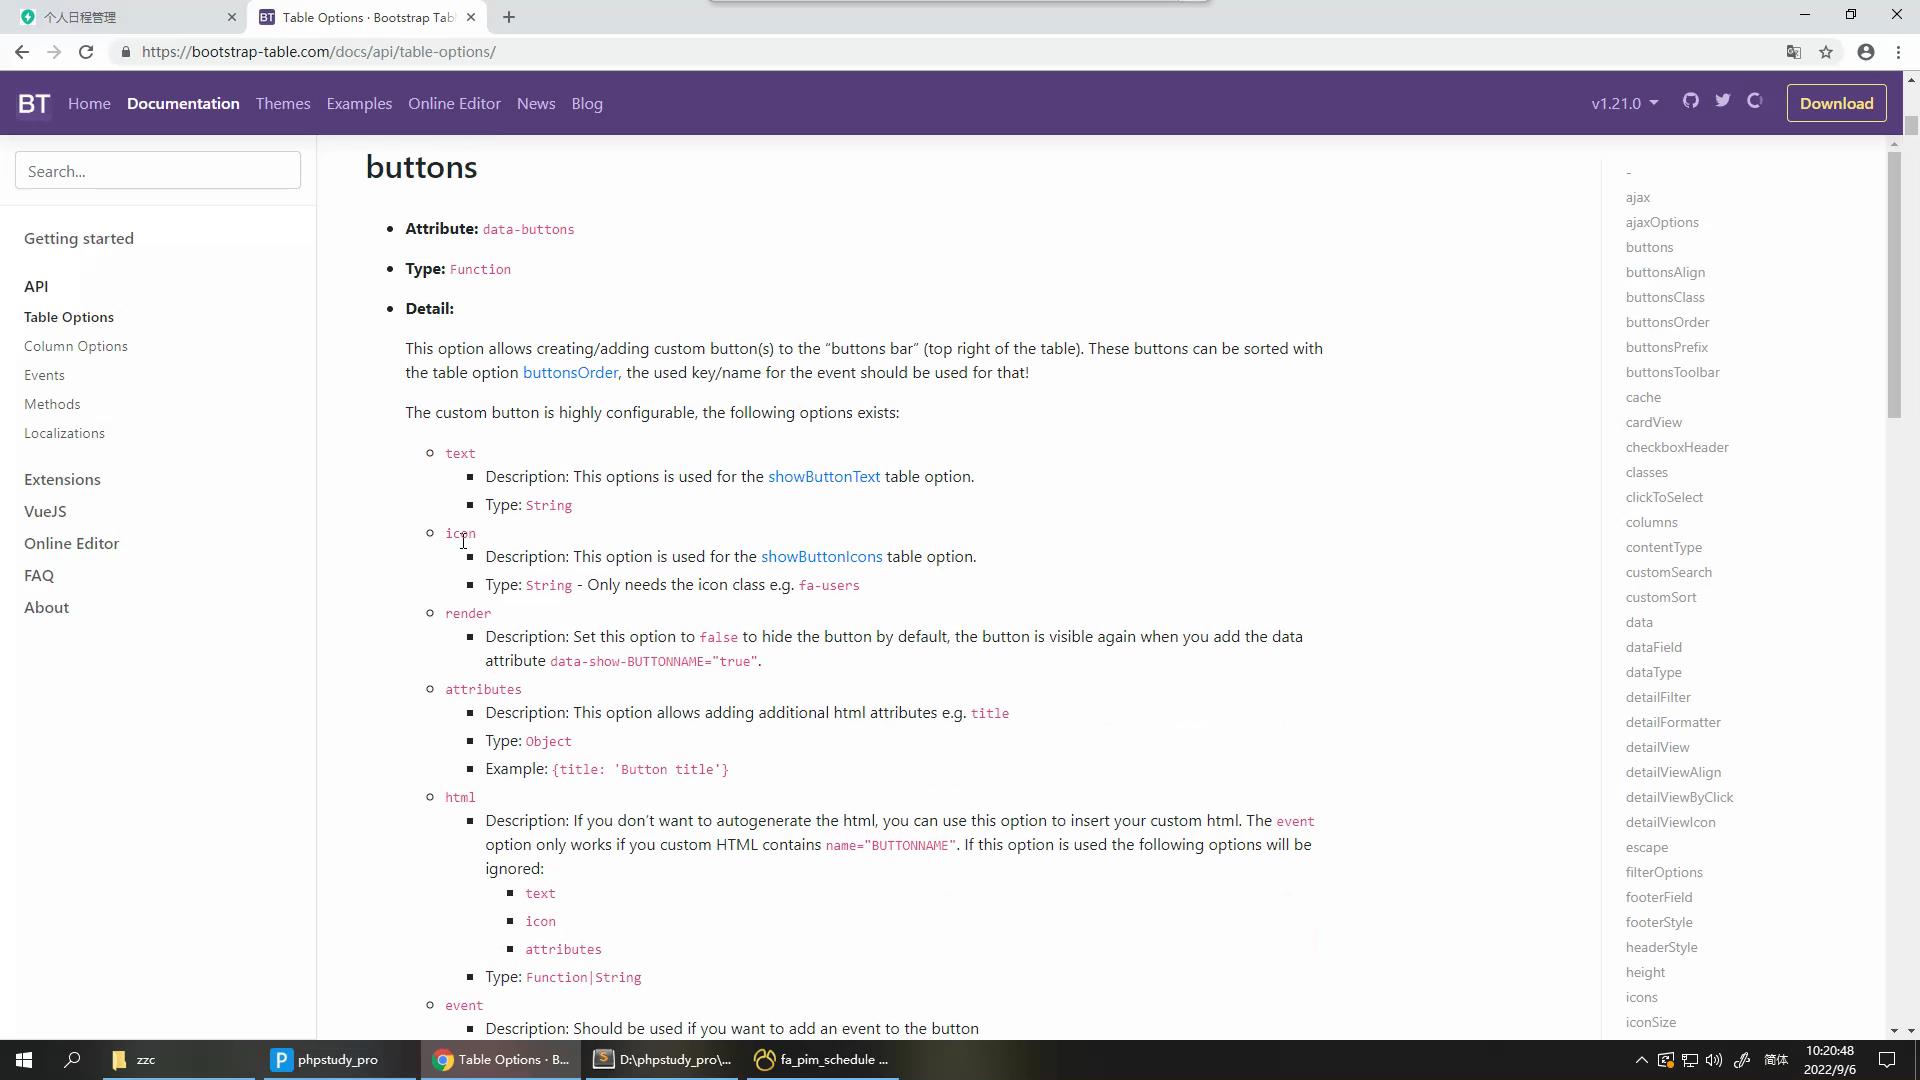 个人日程管理
BT Table Options · Bootstrap Tab
https://bootstrap-table.com/docs/api/table-options/
BT Home Documentation Themes Examples Online Editor News Blog v1.21.0 Download
Search...
Getting started
API
Table Options
Column Options
Events
Methods
Localizations
Extensions
VueJS
Online Editor
FAQ
About
buttons
Attribute: data-buttons
Type: Function
Detail:
This option allows creating/adding custom button(s) to the “buttons bar” (top right of the table). These buttons can be sorted with
the table option buttonsOrder, the used key/name for the event should be used for that!
The custom button is highly configurable, the following options exists:
text
Description: This options is used for the showButtonText table option.
Type: String
icon
Description: This option is used for the showButtonIcons table option.
Type: String - Only needs the icon class e.g. fa-users
render
Description: Set this option to false to hide the button by default, the button is visible again when you add the data
attribute data-show-BUTTONNAME="true".
attributes
Description: This option allows adding additional html attributes e.g. title
Type: Object
Example: {title: 'Button title'}
html
Description: If you don’t want to autogenerate the html, you can use this option to insert your custom html. The event
option only works if you custom HTML contains name="BUTTONNAME". If this option is used the following options will be
ignored:
text
icon
attributes
Type: Function|String
event
Description: Should be used if you want to add an event to the button
-
ajax
ajaxOptions
buttons
buttonsAlign
buttonsClass
buttonsOrder
buttonsPrefix
buttonsToolbar
cache
cardView
checkboxHeader
classes
clickToSelect
columns
contentType
customSearch
customSort
data
dataField
dataType
detailFilter
detailFormatter
detailView
detailViewAlign
detailViewByClick
detailViewIcon
escape
filterOptions
footerField
footerStyle
headerStyle
height
icons
iconSize
zzc
P phpstudy_pro
Table Options · B...
S D:\phpstudy_pro\...
fa_pim_schedule ...
简体
10:20:48
2022/9/6